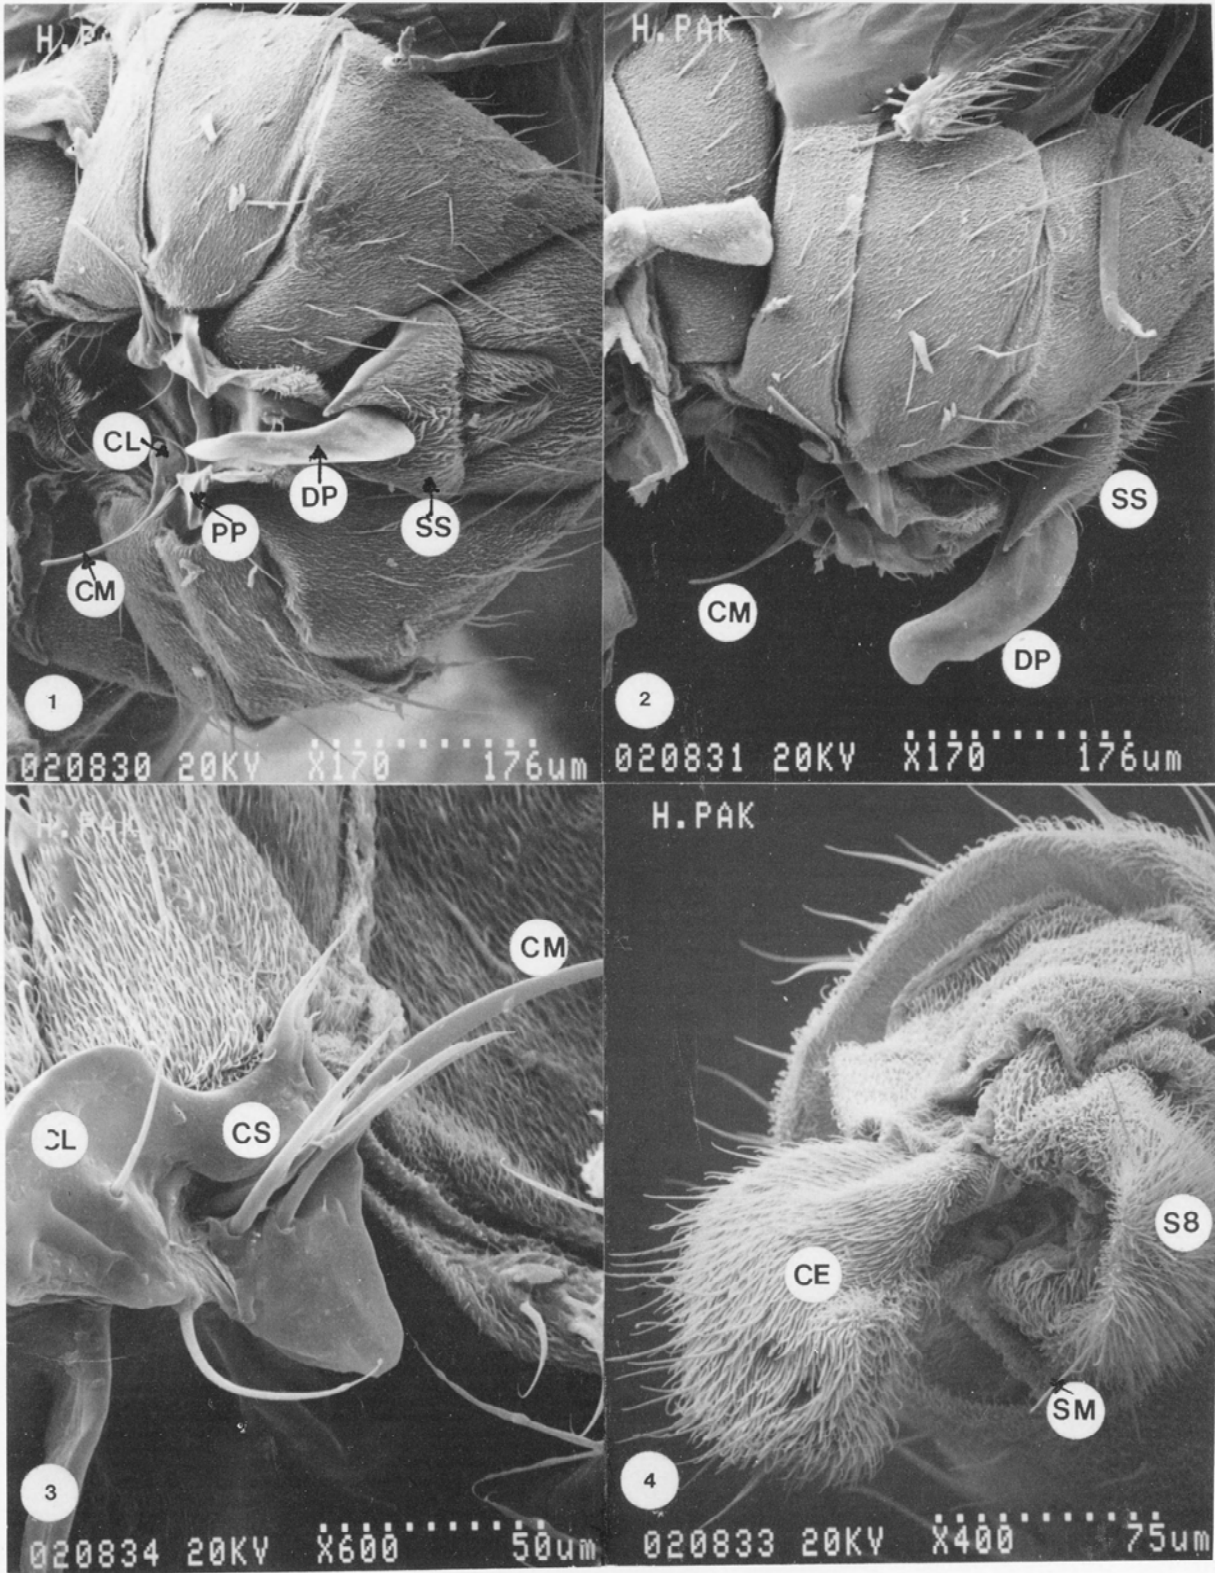 H.PA
CL
DP
PP
SS
CM
1
020830 20KV X170 176um
H.PAK
SS
CM
DP
2
020831 20KV X170 176um
H.PAK
CM
CL
CS
3
020834 20KV X600 50um
H.PAK
S8
CE
SM
4
020833 20KV X400 75um